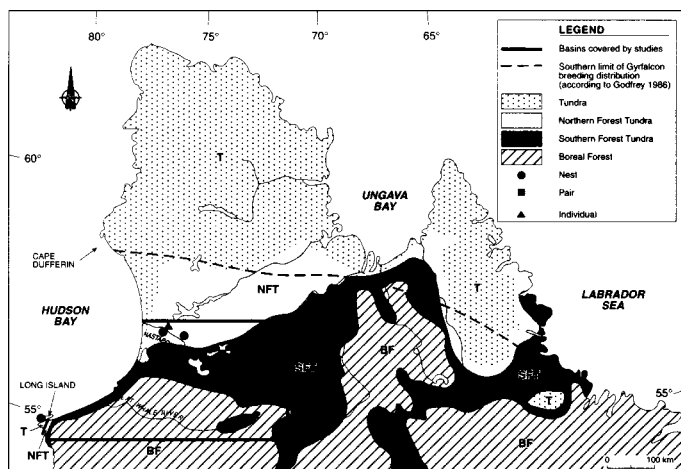 80° 75° 70° 65°
LEGEND
Basins covered by studies
Southern limit of Gyrfalcon
breeding distribution
(according to Godfrey 1986)
Tundra
Northern Forest Tundra
Southern Forest Tundra
Boreal Forest
Nest
Pair
Individual
60°
T
UNGAVA
BAY
CAPE
DUFFERIN
NFT
T
LABRADOR
SEA
HUDSON
BAY
BF
SFT
SFT
LONG ISLAND
55°
T
55°
T
NFT
BF
BF
0 100 km